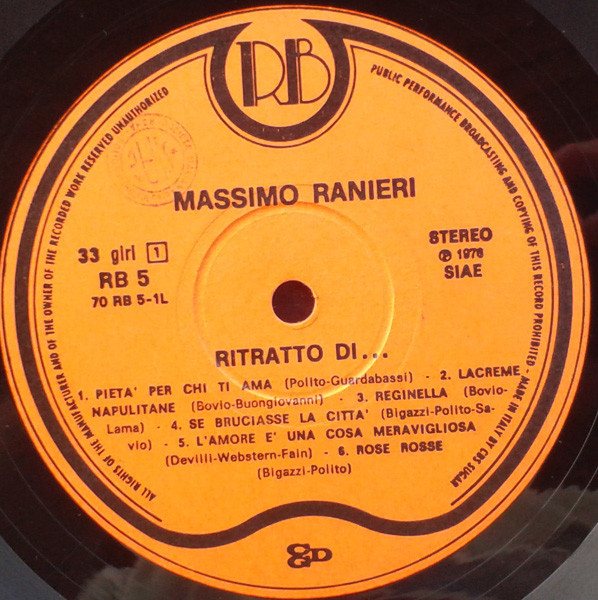 RB
ALL RIGHTS OF THE MANUFACTURER AND OF THE OWNER OF THE RECORDED WORK RESERVED UNAUTHORIZED
PUBLIC PERFORMANCE BROADCASTING AND COPYING OF THIS RECORD PROHIBITED - MADE IN ITALY BY CBS SUGAR
MASSIMO RANIERI
33 giri 1
RB 5
70 RB 5-1L
STEREO
℗ 1976
SIAE
RITRATTO DI...
1. PIETA' PER CHI TI AMA (Polito-Guardabassi) - 2. LACREME
NAPULITANE (Bovio-Buongiovanni) - 3. REGINELLA (Bovio-
Lama) - 4. SE BRUCIASSE LA CITTA' (Bigazzi-Polito-Sa-
vio) - 5. L'AMORE E' UNA COSA MERAVIGLIOSA
(Devilli-Webstern-Fain) - 6. ROSE ROSSE
(Bigazzi-Polito)
CGD